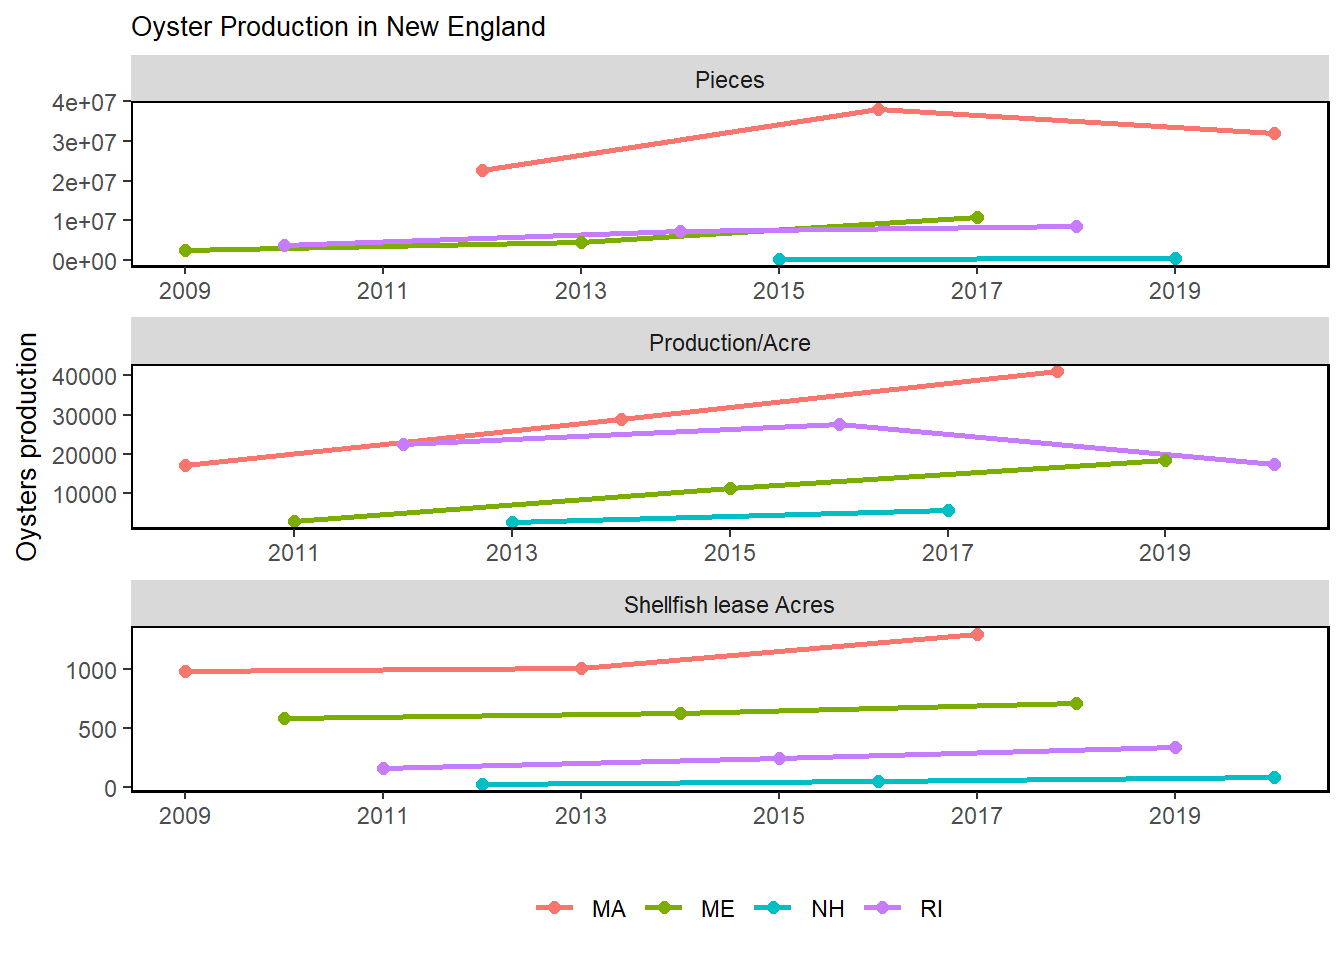 Oyster Production in New England
Pieces
4e+07
3e+07
2e+07
1e+07
0e+00
2009 2011 2013 2015 2017 2019
Production/Acre
40000
30000
20000
10000
2011 2013 2015 2017 2019
Shellfish lease Acres
1000
500
0
2009 2011 2013 2015 2017 2019
Oysters production
MA ME NH RI